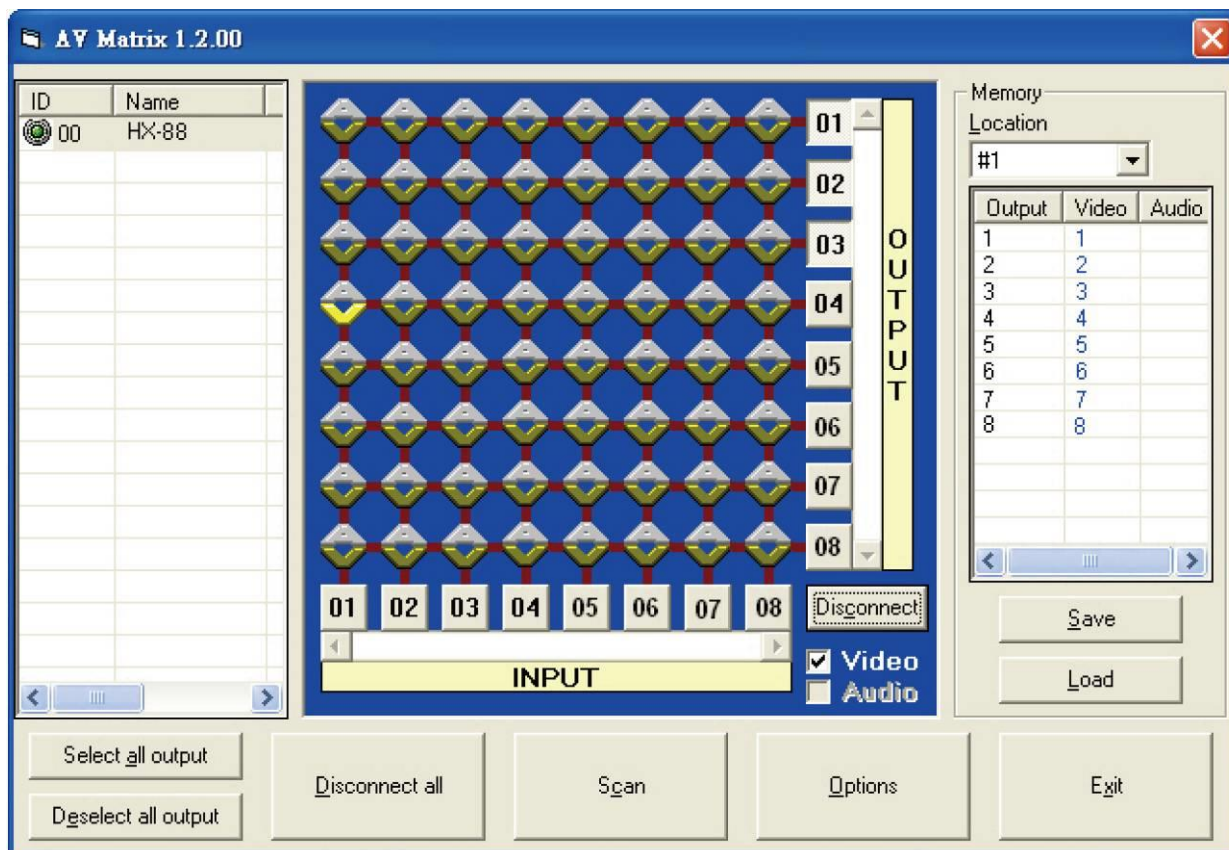 AV Matrix 1.2.00
ID Name
00 HX-88
01
02
03
04
05
06
07
08
OUTPUT
01 02 03 04 05 06 07 08
INPUT
Disconnect
Video
Audio
Memory
Location
#1
Output Video Audio
1 1
2 2
3 3
4 4
5 5
6 6
7 7
8 8
Save
Load
Select all output
Deselect all output
Disconnect all
Scan
Options
Exit